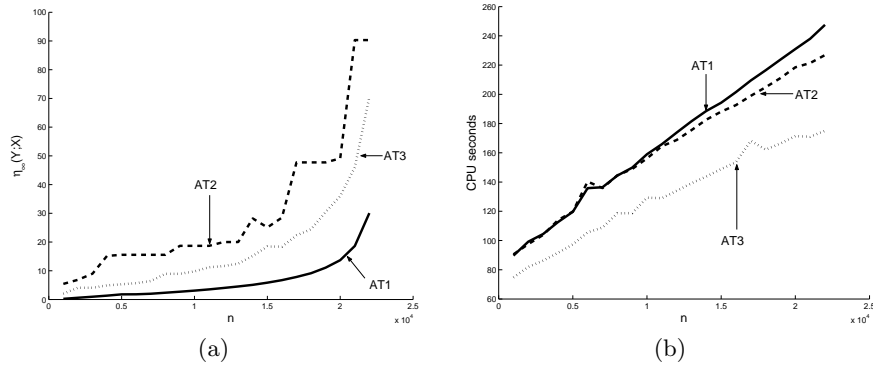 100
90
80
70
60
50
40
30
20
10
0
η∞(Y;X)
AT2
AT3
AT1
0
0.5
1
1.5
2
2.5
x 10^4
n
(a)
260
240
220
200
180
160
140
120
100
80
60
CPU seconds
AT1
AT2
AT3
0
0.5
1
1.5
2
2.5
x 10^4
n
(b)